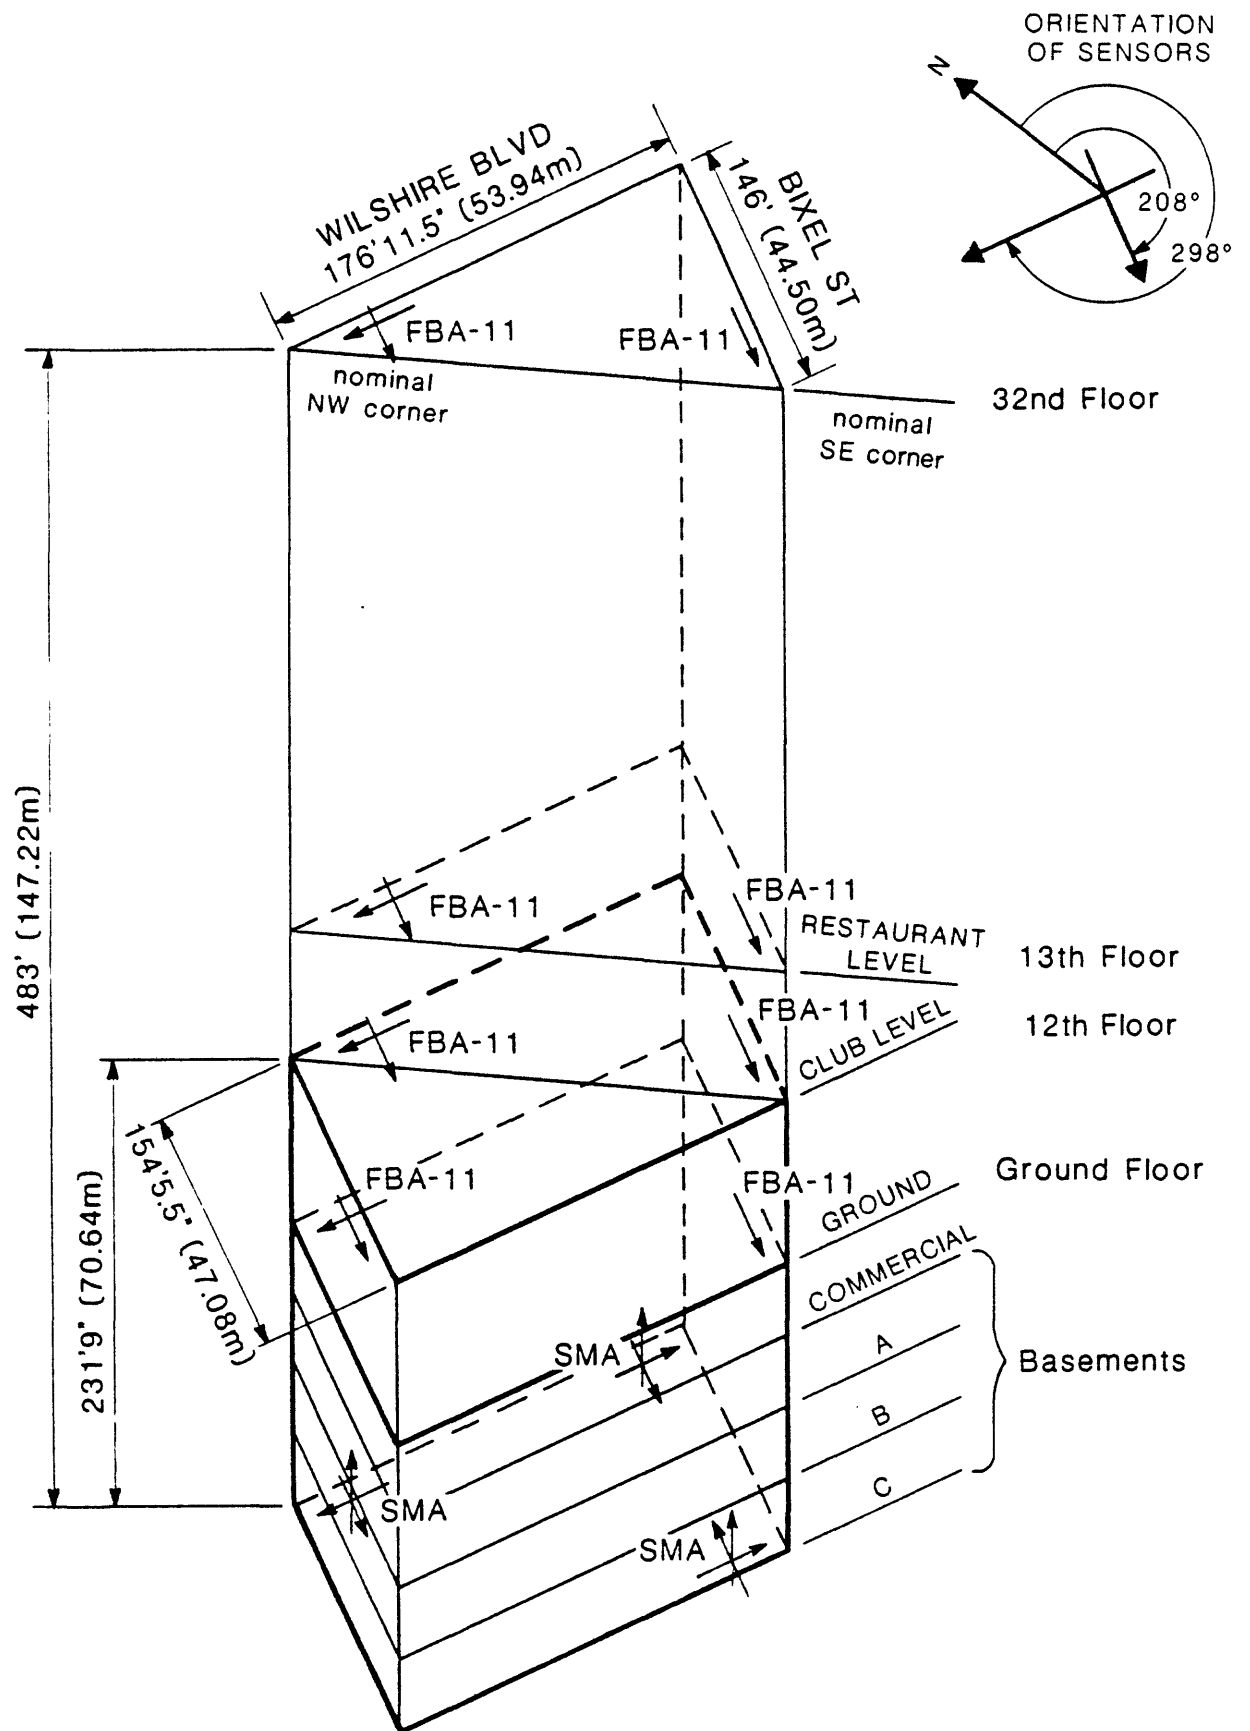 ORIENTATION
OF SENSORS
N
208°
298°
WILSHIRE BLVD
176'11.5" (53.94m)
BIXEL ST
146' (44.50m)
FBA-11
FBA-11
nominal
NW corner
32nd Floor
nominal
SE corner
483' (147.22m)
FBA-11
FBA-11
RESTAURANT
LEVEL
13th Floor
FBA-11
FBA-11
CLUB LEVEL
12th Floor
154'5.5" (47.08m)
231'9" (70.64m)
FBA-11
FBA-11
GROUND
Ground Floor
COMMERCIAL
SMA
A
Basements
B
SMA
C
SMA